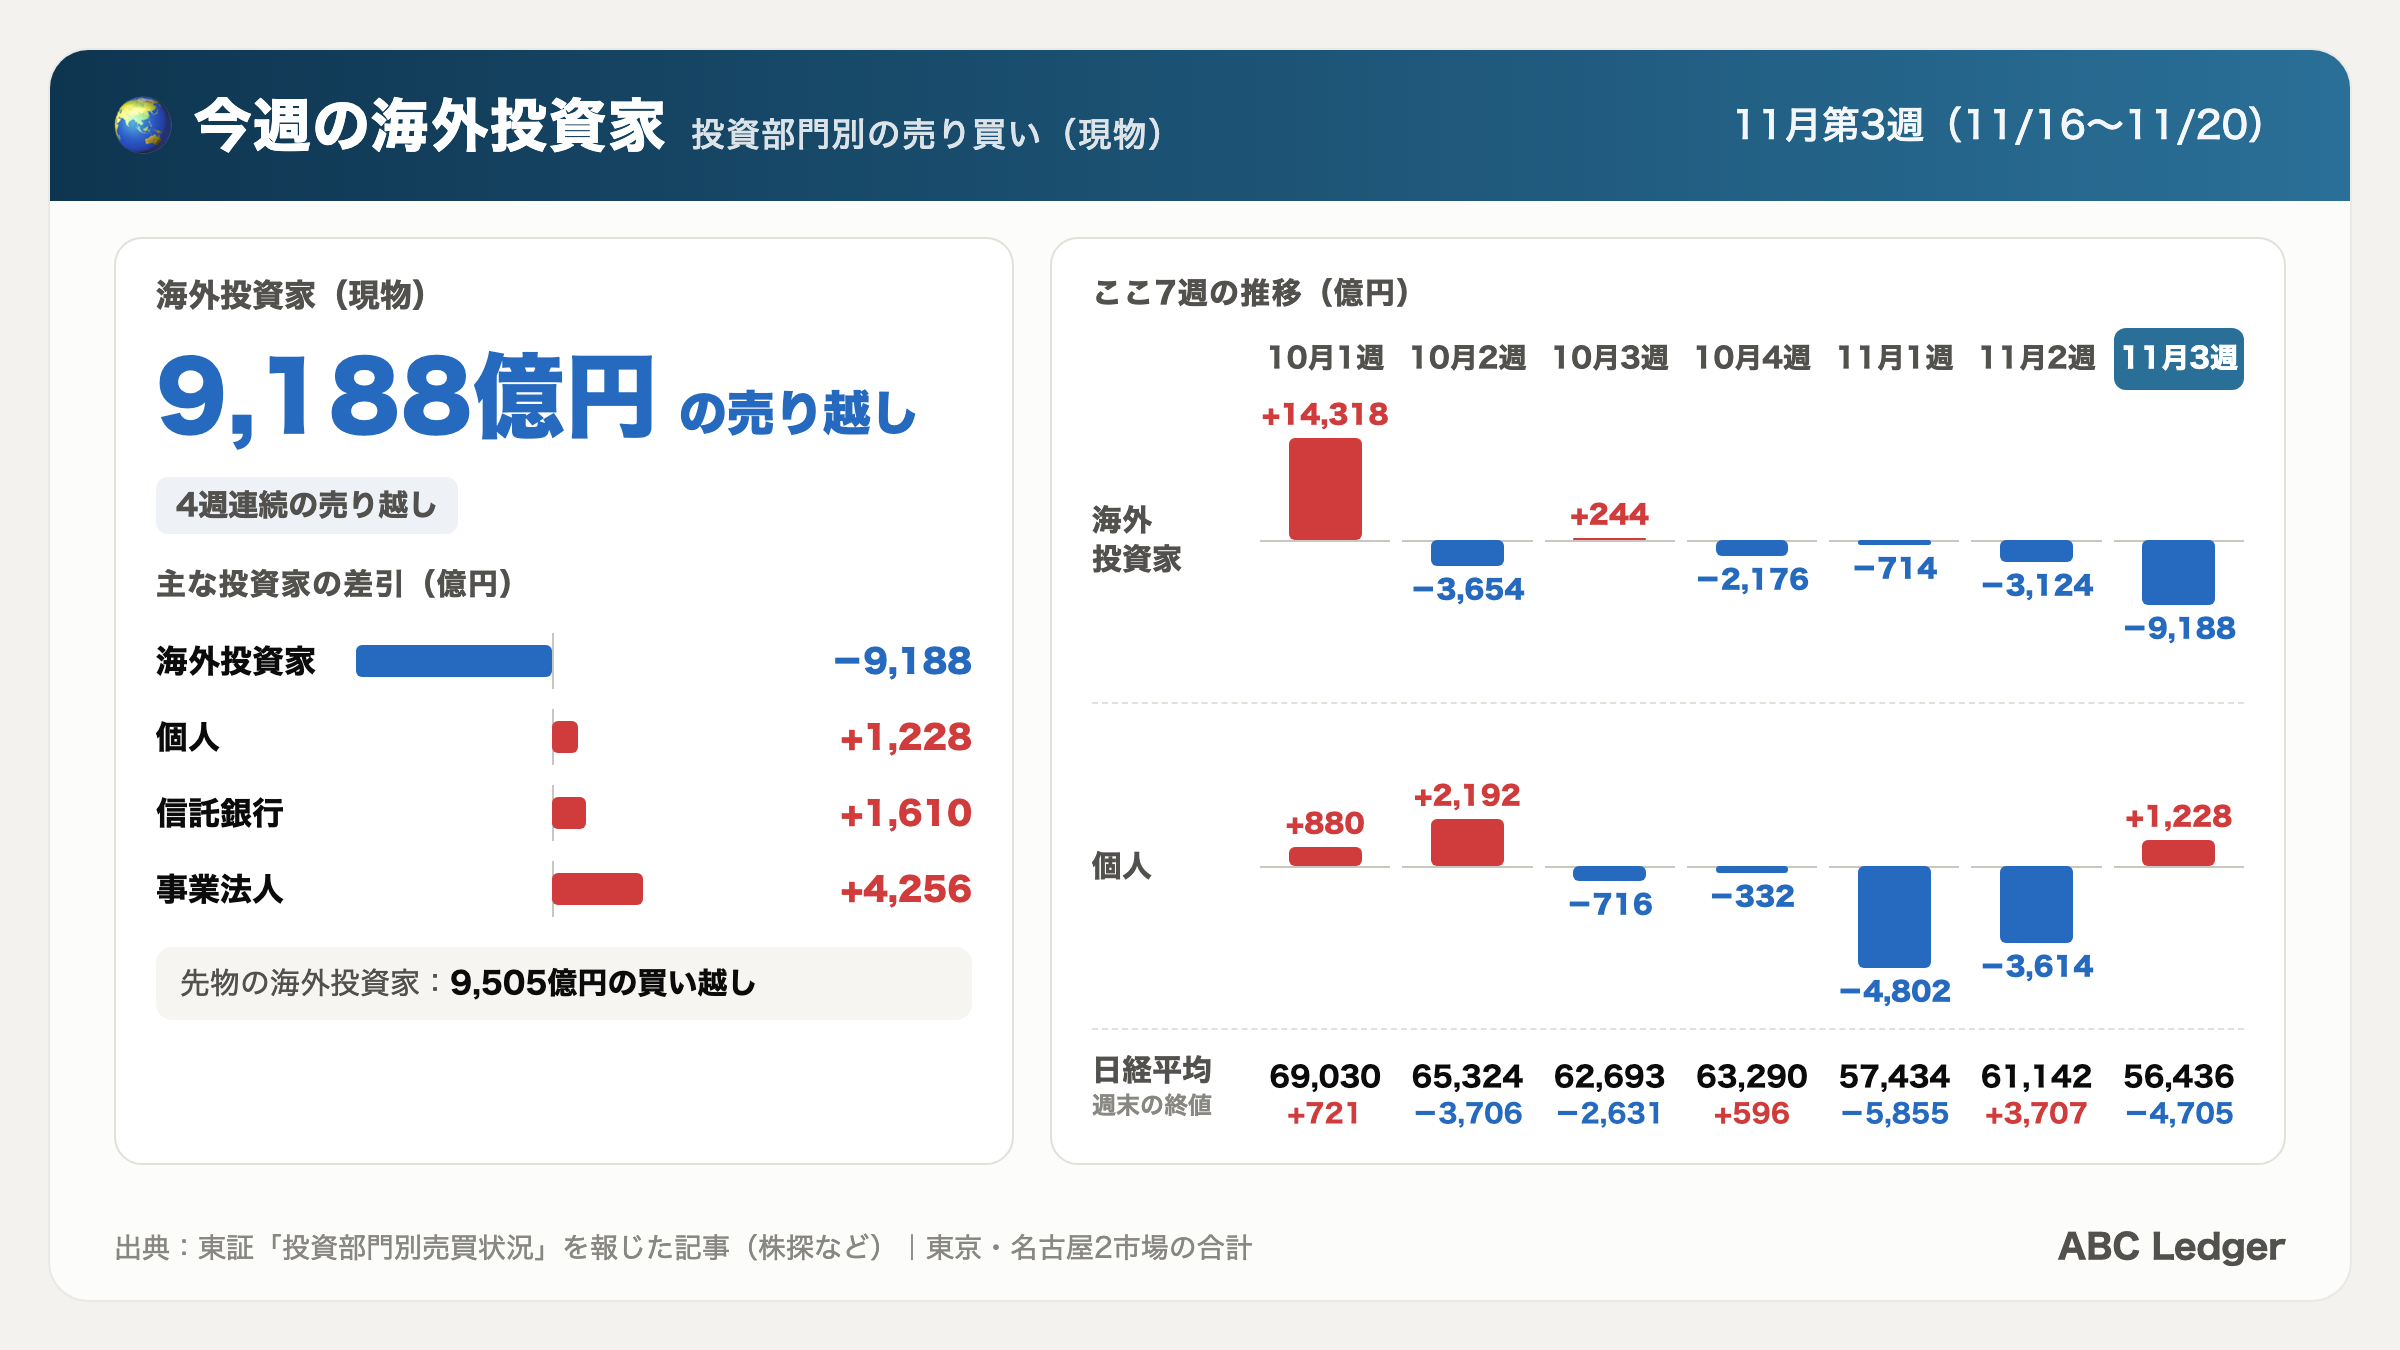 今週の海外投資家 投資部門別の売り買い（現物）
11月第3週（11/16〜11/20）
海外投資家（現物）
9,188億円 の売り越し
4週連続の売り越し
主な投資家の差引（億円）
海外投資家 −9,188
個人 +1,228
信託銀行 +1,610
事業法人 +4,256
先物の海外投資家：9,505億円の買い越し
ここ7週の推移（億円）
10月1週 10月2週 10月3週 10月4週 11月1週 11月2週 11月3週
海外
投資家
+14,318 −3,654 +244 −2,176 −714 −3,124 −9,188
個人
+880 +2,192 −716 −332 −4,802 −3,614 +1,228
日経平均 69,030 65,324 62,693 63,290 57,434 61,142 56,436
週末の終値 +721 −3,706 −2,631 +596 −5,855 +3,707 −4,705
出典：東証「投資部門別売買状況」を報じた記事（株探など）｜東京・名古屋2市場の合計
ABC Ledger